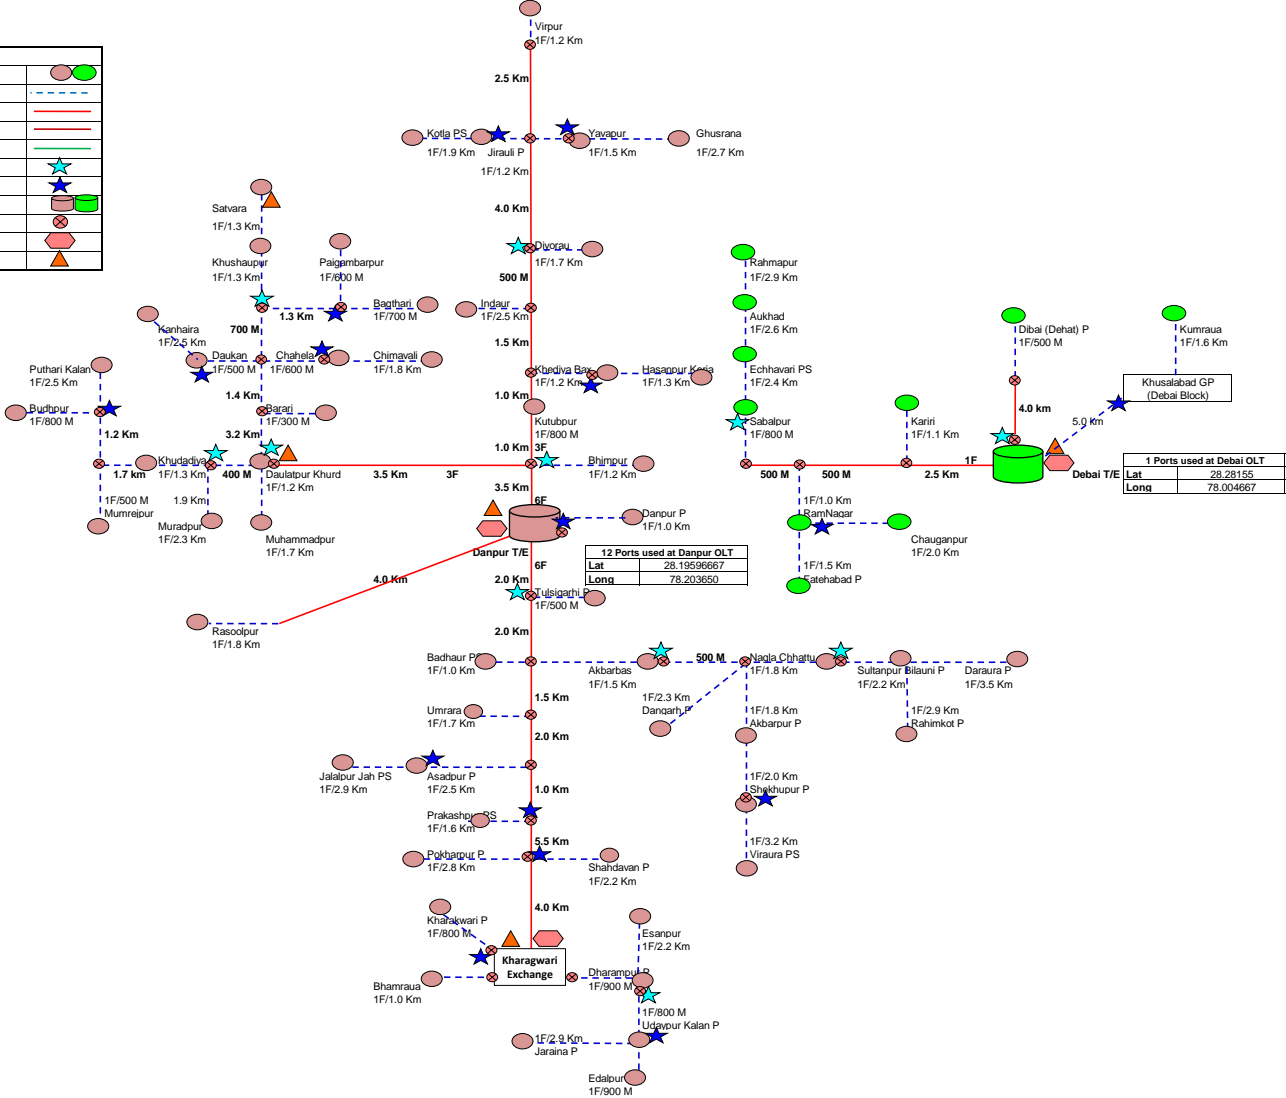 Virpur
1F/1.2 Km
2.5 Km
Kotla PS
1F/1.9 Km
Jirauli P
1F/1.2 Km
Yavapur
1F/1.5 Km
Ghusrana
1F/2.7 Km
4.0 Km
Satvara
1F/1.3 Km
Khushaupur
1F/1.3 Km
Paigambarpur
1F/600 M
Divorau
1F/1.7 Km
500 M
Rahmapur
1F/2.9 Km
Bagthari
1F/700 M
1.3 Km
Indaur
1F/2.5 Km
Aukhad
1F/2.6 Km
Dibai (Dehat) P
1F/500 M
Kumraua
1F/1.6 Km
Kanhaira
1F/2.5 Km
700 M
1.5 Km
Daukan
1F/500 M
Chahela
1F/600 M
Chimavali
1F/1.8 Km
Puthari Kalan
1F/2.5 Km
Khediya Bax
1F/1.2 Km
Hasanpur Keria
1F/1.3 Km
Echhavari PS
1F/2.4 Km
Khusalabad GP
(Debai Block)
1.4 Km
1.0 Km
Budhpur
1F/800 M
Barari
1F/300 M
Kutubpur
1F/800 M
Sabalpur
1F/800 M
Kariri
1F/1.1 Km
4.0 km
5.0 km
1.2 Km
3.2 Km
1.0 Km
3F
1.7 km
Khudadiya
1F/1.3 Km
400 M
Daulatpur Khurd
1F/1.2 Km
3.5 Km
3F
Bhimpur
1F/1.2 Km
500 M
500 M
2.5 Km
1F
Debai T/E
1 Ports used at Debai OLT
Lat 28.28155
Long 78.004667
1F/500 M
Mumrejpur
1.9 Km
Muradpur
1F/2.3 Km
Muhammadpur
1F/1.7 Km
3.5 Km
6F
Danpur P
1F/1.0 Km
1F/1.0 Km
RamNagar
Chauganpur
1F/2.0 Km
Danpur T/E
12 Ports used at Danpur OLT
Lat 28.19596667
Long 78.203650
6F
2.0 Km
4.0 Km
1F/1.5 Km
Fatehabad P
Tulsigarhi P
1F/500 M
Rasoolpur
1F/1.8 Km
2.0 Km
Badhaur PS
1F/1.0 Km
Akbarbas
1F/1.5 Km
500 M
Nagla Chhattu
1F/1.8 Km
Sultanpur Bilauni P
1F/2.2 Km
Daraura P
1F/3.5 Km
1.5 Km
1F/2.3 Km
Dangarh P
1F/1.8 Km
Akbarpur P
1F/2.9 Km
Rahimkot P
Umrara
1F/1.7 Km
2.0 Km
Jalalpur Jah PS
1F/2.9 Km
Asadpur P
1F/2.5 Km
1.0 Km
1F/2.0 Km
Shekhupur P
Prakashpur PS
1F/1.6 Km
5.5 Km
1F/3.2 Km
Viraura PS
Pokharpur P
1F/2.8 Km
Shahdavan P
1F/2.2 Km
4.0 Km
Kharakwari P
1F/800 M
Esanpur
1F/2.2 Km
Kharagwari
Exchange
Bhamraua
1F/1.0 Km
Dharampur P
1F/900 M
1F/800 M
Udaypur Kalan P
1F/2.9 Km
Jaraina P
Edalpur
1F/900 M